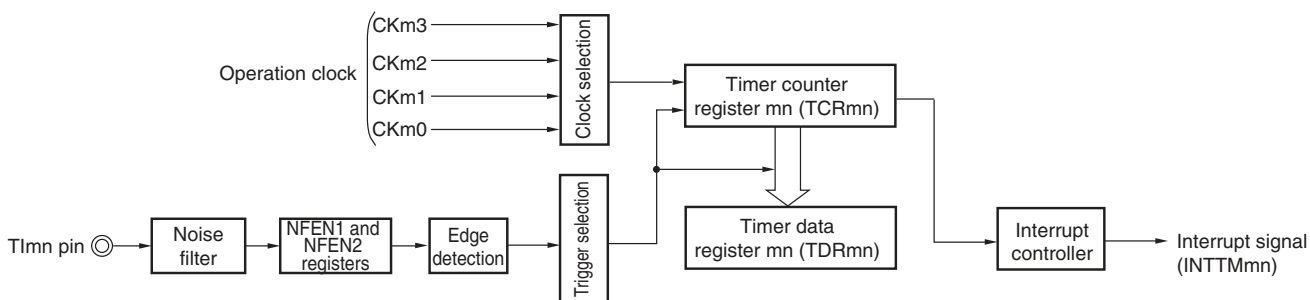 CKm3
CKm2
Operation clock
CKm1
CKm0
Clock selection
Timer counter
register mn (TCRmn)
TImn pin
Noise
filter
NFEN1 and
NFEN2
registers
Edge
detection
Trigger selection
Timer data
register mn (TDRmn)
Interrupt
controller
Interrupt signal
(INTTMmn)